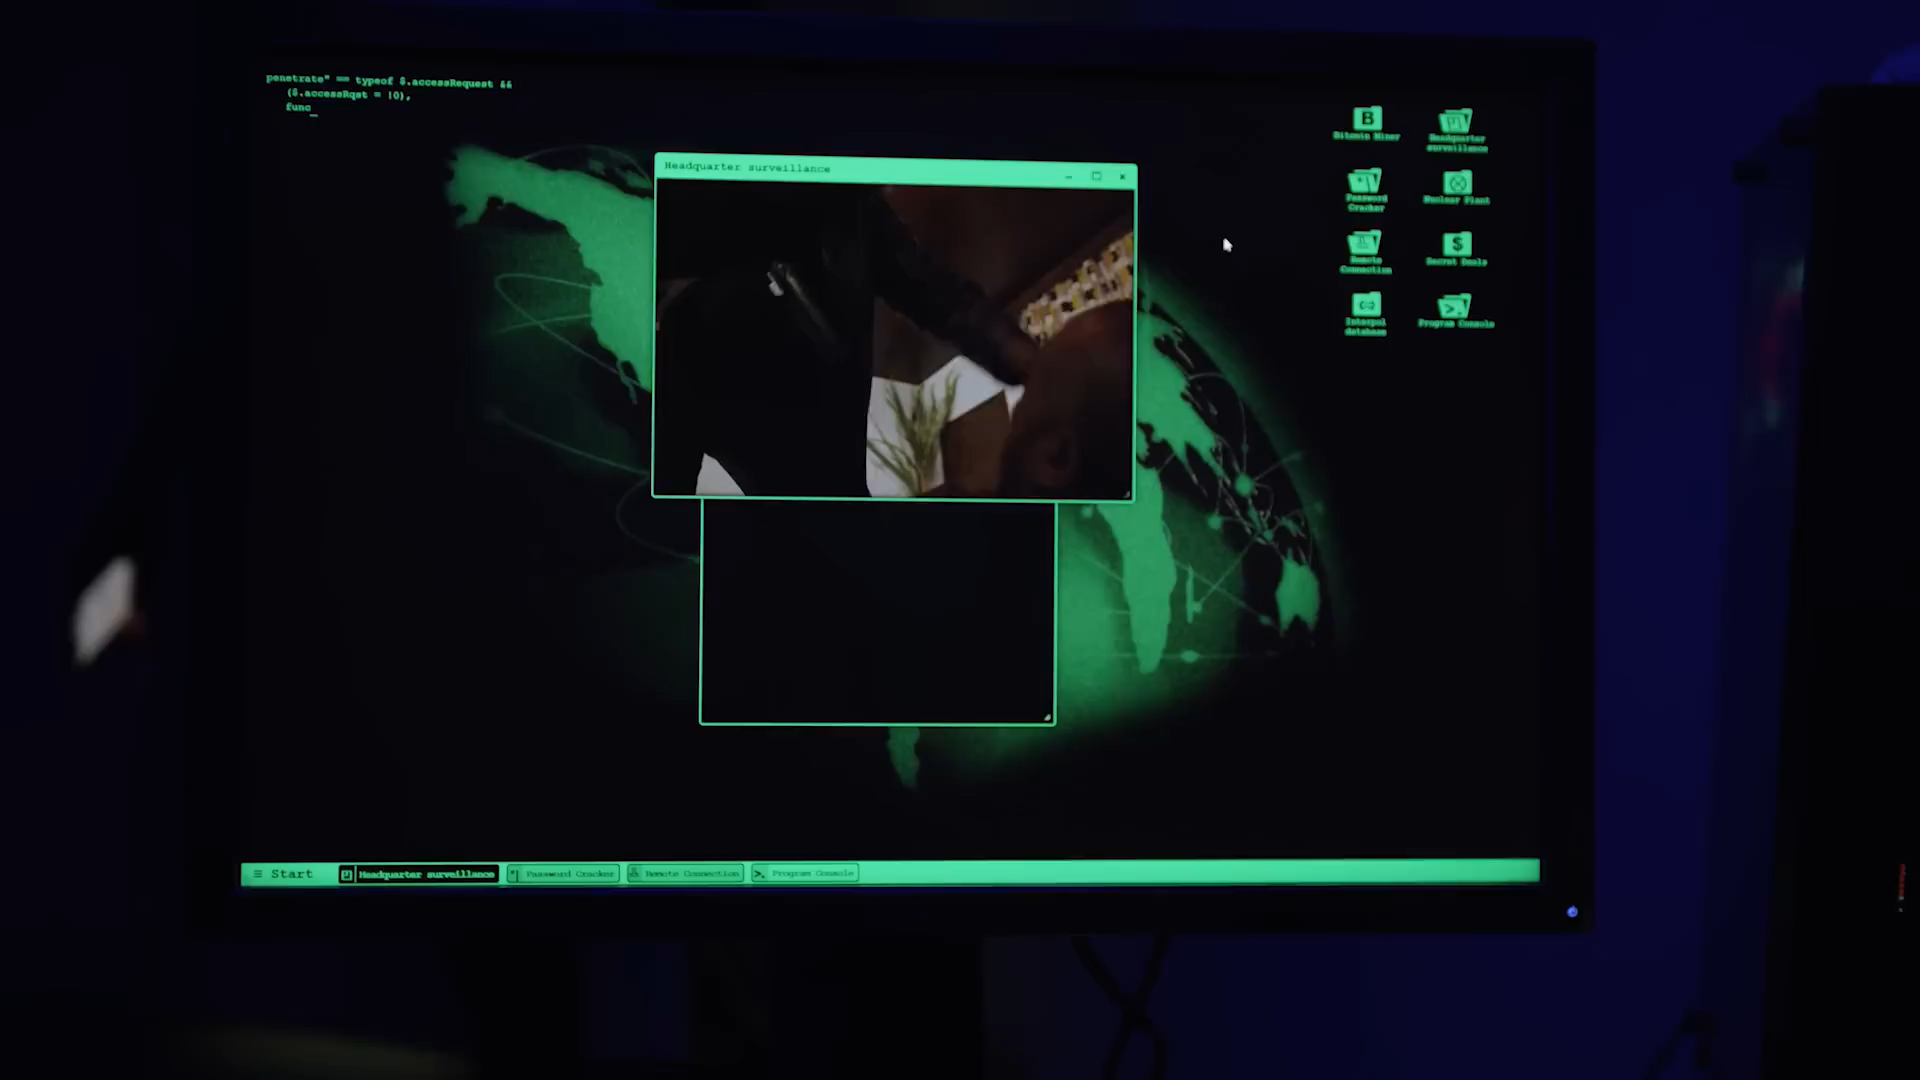 penetrate" == typeof $.accessRequest &&
($.accessRqst = !0),
func_
Headquarter surveillance
B
Bitcoin Miner
Headquarter
surveillance
Password
Cracker
Nuclear Plant
Remote
Connection
$
Secret Deals
Interpol
database
>_
Program Console
Start
Headquarter surveillance
Password Cracker
Remote Connection
>_ Program Console